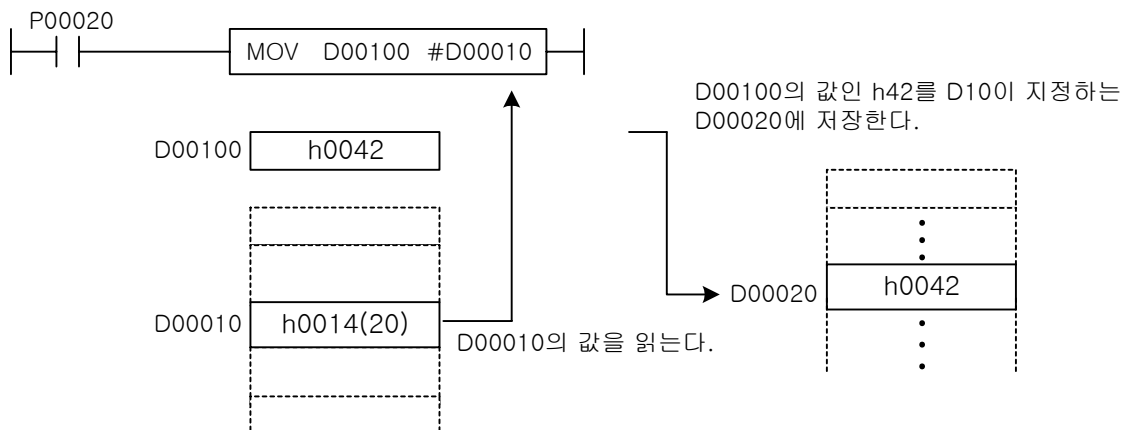 P00020
MOV D00100 #D00010
D00100의 값인 h42를 D10이 지정하는
D00020에 저장한다.
D00100 h0042
D00020 h0042
D00010 h0014(20)
D00010의 값을 읽는다.